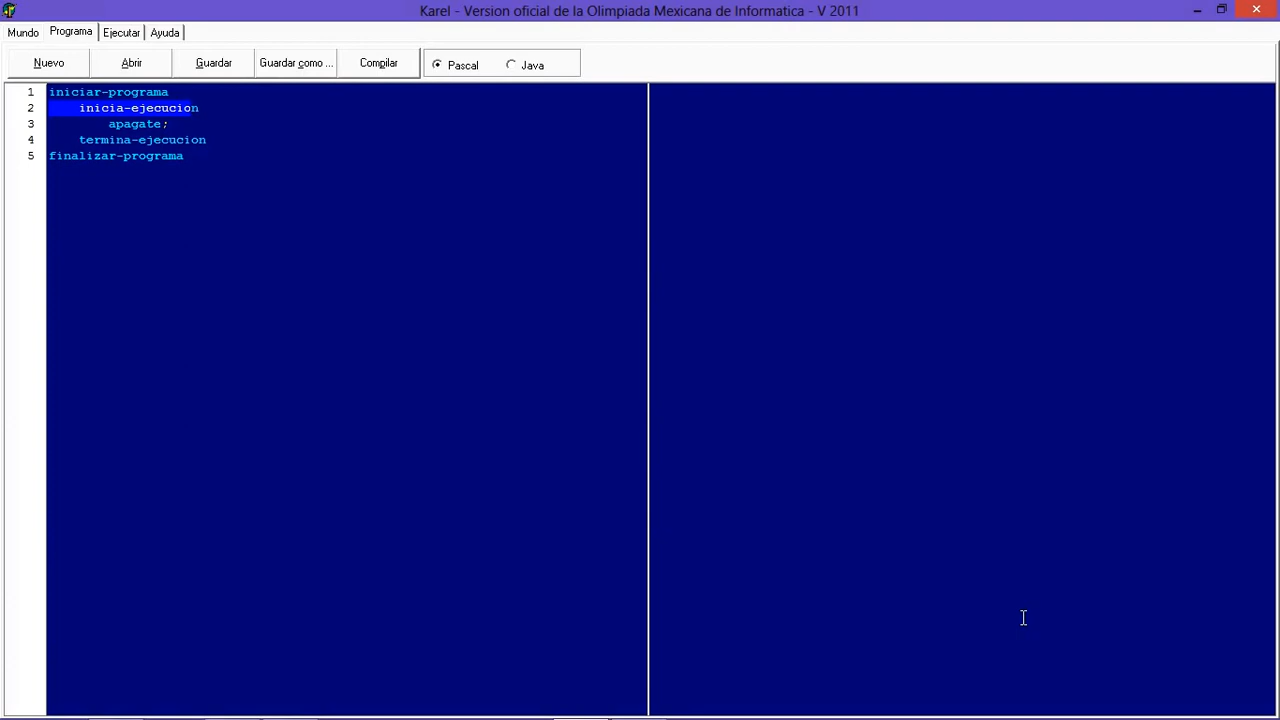 Karel - Version oficial de la Olimpiada Mexicana de Informatica - V 2011
Mundo Programa Ejecutar Ayuda
Nuevo Abrir Guardar Guardar como ... Compilar Pascal Java
1 iniciar-programa
2 inicia-ejecucion
3 apagate;
4 termina-ejecucion
5 finalizar-programa